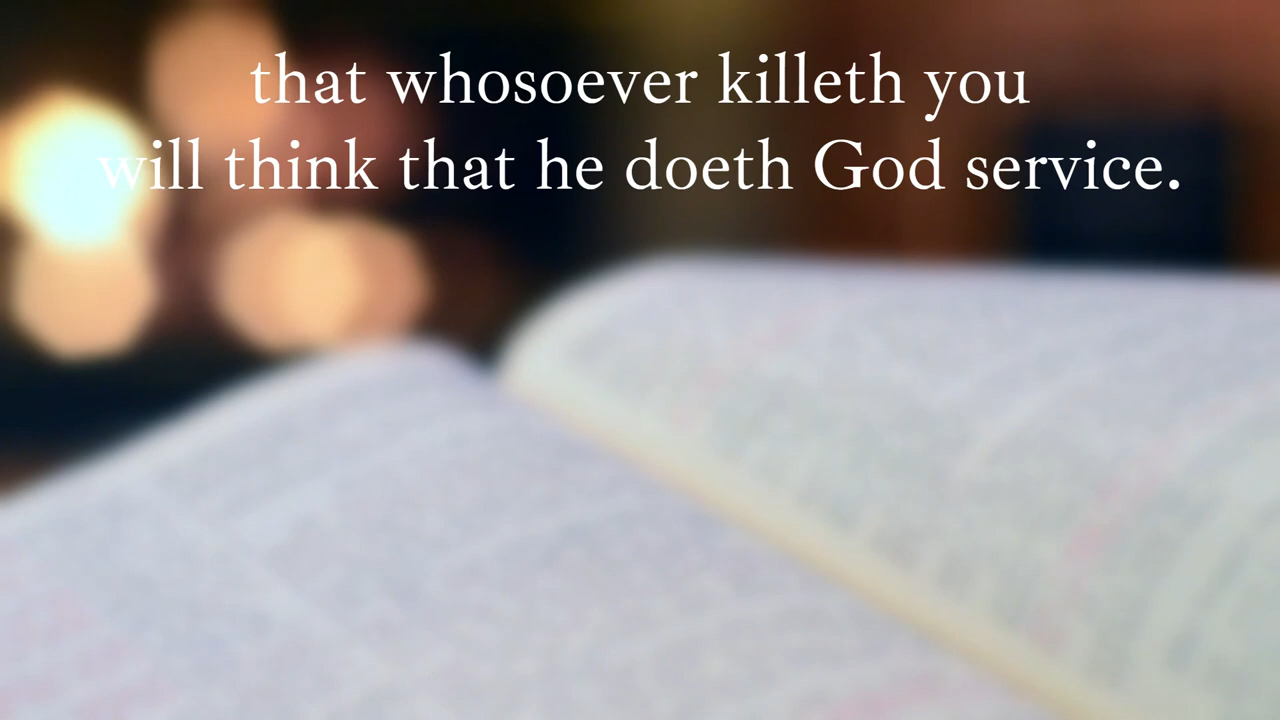 that whosoever killeth you
will think that he doeth God service.